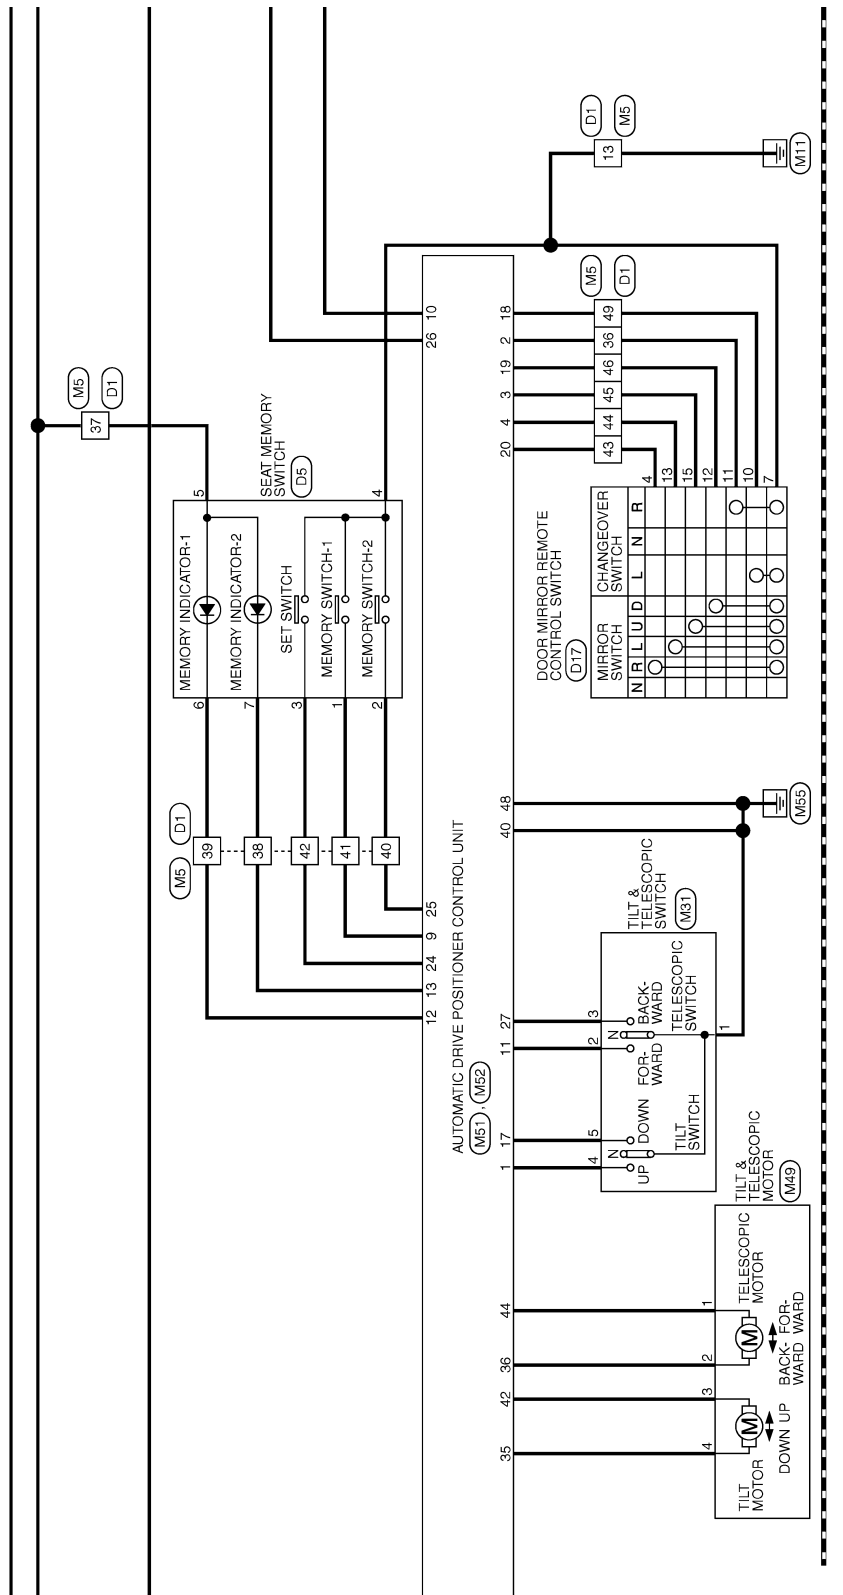 D1
M5
13
M11
M5
D1
10
26
18
2
19
3
4
20
49
36
46
45
44
43
M5
D1
37
SEAT MEMORY
SWITCH
D5
5
4
MEMORY INDICATOR-1
MEMORY INDICATOR-2
SET SWITCH
MEMORY SWITCH-1
MEMORY SWITCH-2
6
7
3
1
2
4
13
15
12
11
10
7
DOOR MIRROR REMOTE
CONTROL SWITCH
D17
CHANGEOVER
SWITCH
MIRROR
SWITCH
R
N
L
D
U
L
R
N
D1
M5
39
38
42
41
40
25
9
24
13
12
AUTOMATIC DRIVE POSITIONER CONTROL UNIT
M51 , M52
48
40
M55
TILT &
TELESCOPIC
SWITCH
M31
27
11
17
1
3
2
5
4
1
N
BACK-
WARD
FOR-
WARD
TELESCOPIC
SWITCH
N
DOWN
UP
TILT
SWITCH
TILT &
TELESCOPIC
MOTOR
M49
44
36
42
35
1
2
3
4
M
TELESCOPIC
MOTOR
BACK- FOR-
WARD WARD
M
DOWN UP
TILT
MOTOR